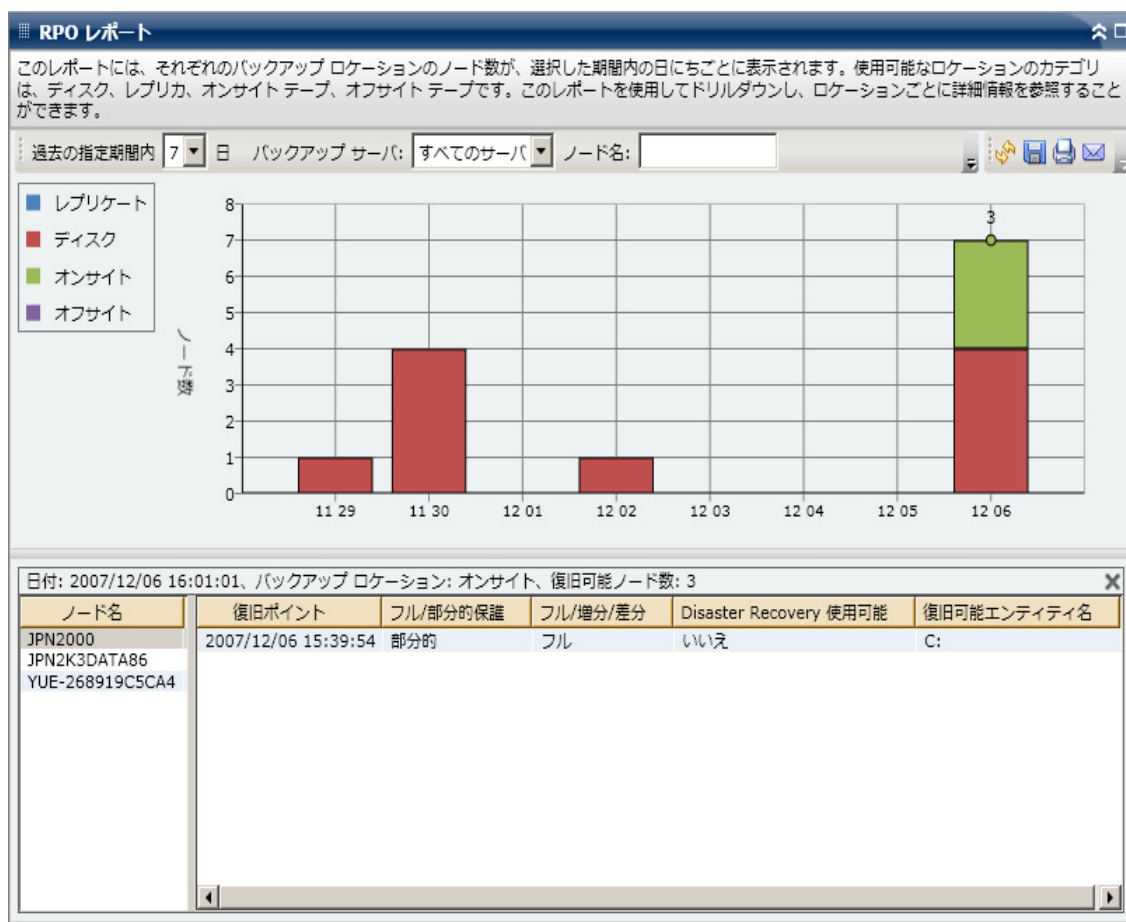 RPO レポート
このレポートには、それぞれのバックアップ ロケーションのノード数が、選択した期間内の日にちごとに表示されます。使用可能なロケーションのカテゴリ
は、ディスク、レプリカ、オンサイト テープ、オフサイト テープです。このレポートを使用してドリルダウンし、ロケーションごとに詳細情報を参照すること
ができます。
過去の指定期間内 7 日 バックアップ サーバ: すべてのサーバ ノード名:
レプリケート
ディスク
オンサイト
オフサイト
ノード数
8
7
6
5
4
3
2
1
0
3
11 29 11 30 12 01 12 02 12 03 12 04 12 05 12 06
日付: 2007/12/06 16:01:01、バックアップ ロケーション: オンサイト、復旧可能ノード数: 3
ノード名 復旧ポイント フル/部分的保護 フル/増分/差分 Disaster Recovery 使用可能 復旧可能エンティティ名
JPN2000 2007/12/06 15:39:54 部分的 フル いいえ C:
JPN2K3DATA86
YUE-268919C5CA4